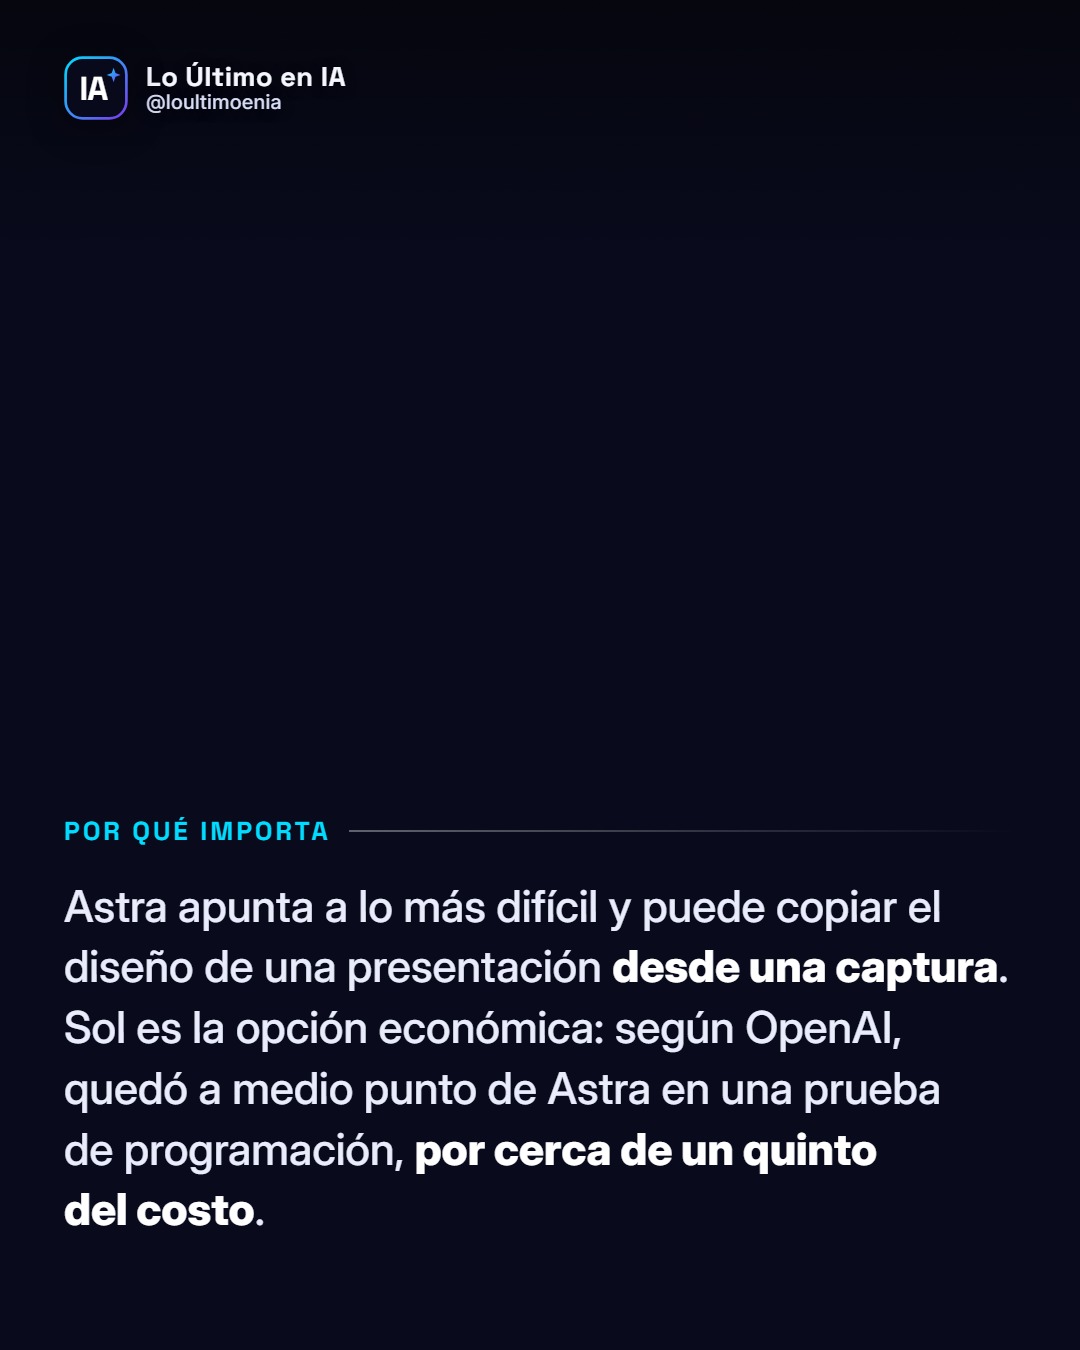 IA
Lo Último en IA
@loultimoenia
POR QUÉ IMPORTA
Astra apunta a lo más difícil y puede copiar el
diseño de una presentación desde una captura.
Sol es la opción económica: según OpenAI,
quedó a medio punto de Astra en una prueba
de programación, por cerca de un quinto
del costo.